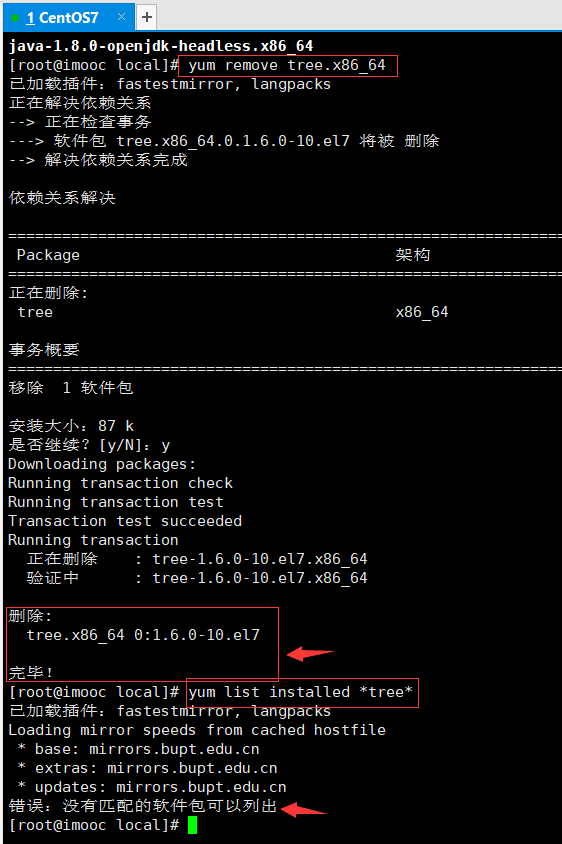 1 CentOS7 × +
java-1.8.0-openjdk-headless.x86_64
[root@imooc local]# yum remove tree.x86_64
已加载插件：fastestmirror, langpacks
正在解决依赖关系
--> 正在检查事务
---> 软件包 tree.x86_64.0.1.6.0-10.el7 将被 删除
--> 解决依赖关系完成
依赖关系解决
================================================================
Package 架构
================================================================
正在删除:
tree x86_64
事务概要
================================================================
移除 1 软件包
安装大小：87 k
是否继续？[y/N]：y
Downloading packages:
Running transaction check
Running transaction test
Transaction test succeeded
Running transaction
正在删除 : tree-1.6.0-10.el7.x86_64
验证中 : tree-1.6.0-10.el7.x86_64
删除:
tree.x86_64 0:1.6.0-10.el7
完毕！
[root@imooc local]# yum list installed *tree*
已加载插件：fastestmirror, langpacks
Loading mirror speeds from cached hostfile
* base: mirrors.bupt.edu.cn
* extras: mirrors.bupt.edu.cn
* updates: mirrors.bupt.edu.cn
错误：没有匹配的软件包可以列出
[root@imooc local]#